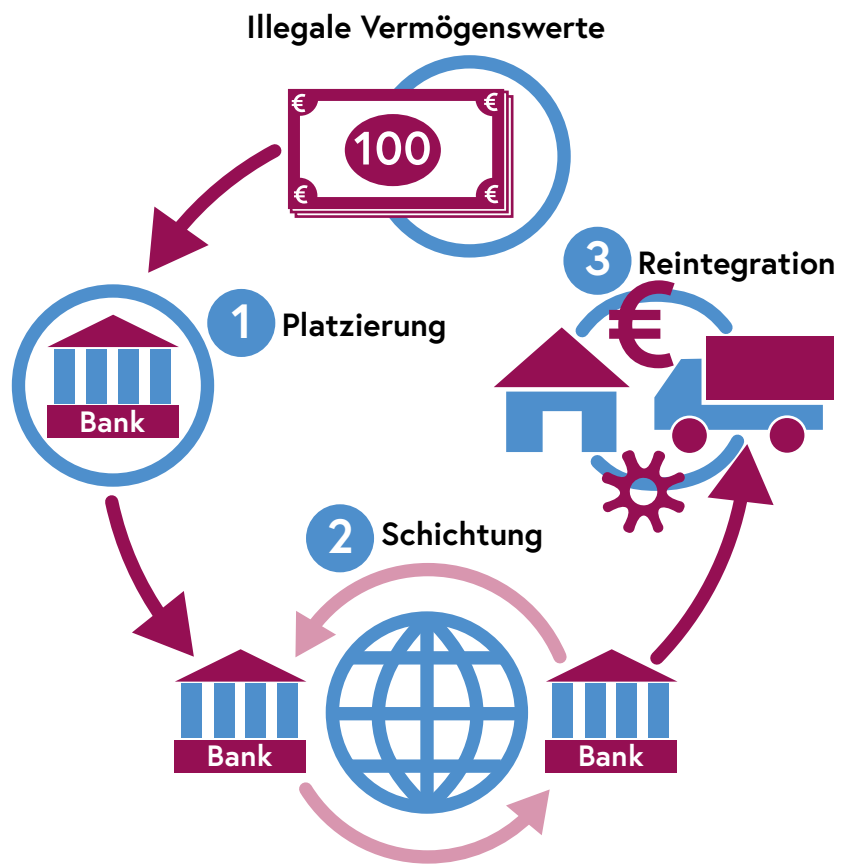 Illegale Vermögenswerte
€ €
100
€ €
3 Reintegration
€
1 Platzierung
Bank
2 Schichtung
Bank Bank